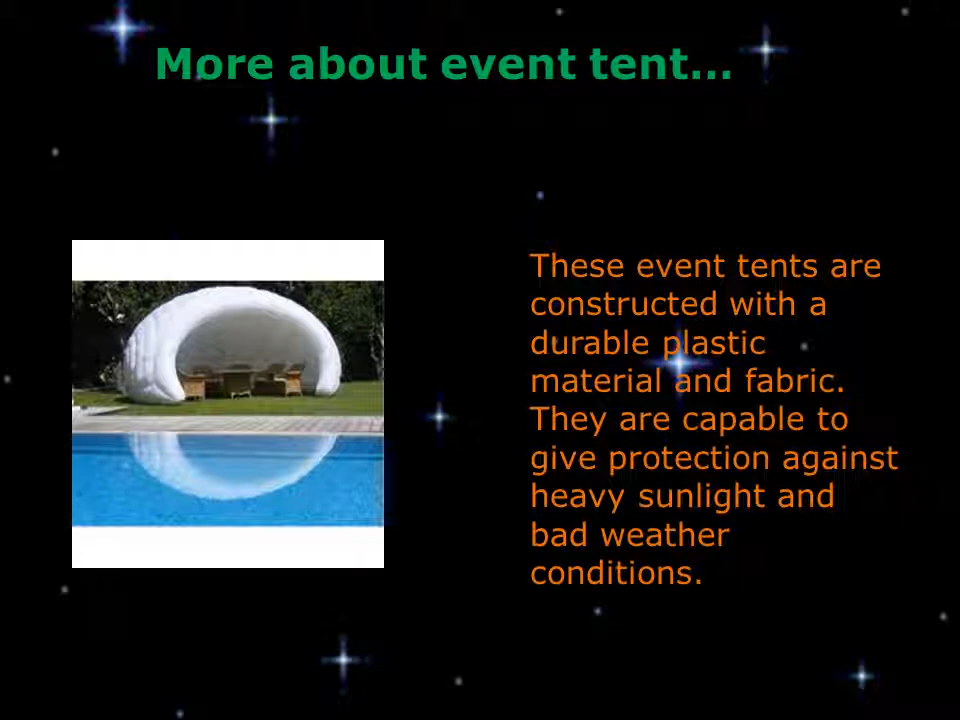 More about event tent...
These event tents are
constructed with a
durable plastic
material and fabric.
They are capable to
give protection against
heavy sunlight and
bad weather
conditions.